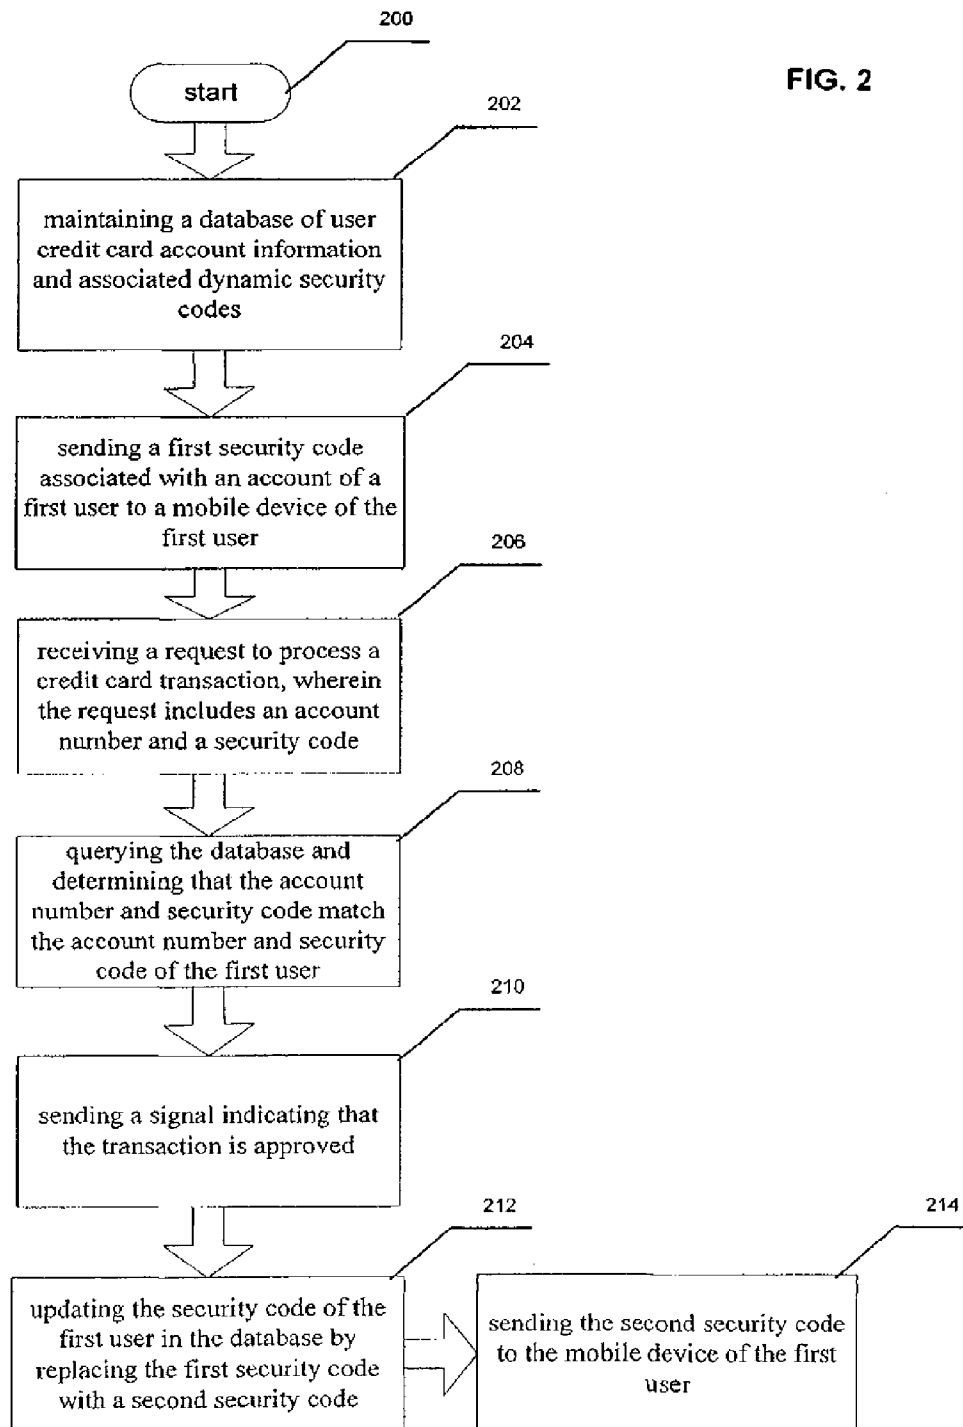 200
FIG. 2
start
202
maintaining a database of user
credit card account information
and associated dynamic security
codes
204
sending a first security code
associated with an account of a
first user to a mobile device of the
first user
206
receiving a request to process a
credit card transaction, wherein
the request includes an account
number and a security code
208
querying the database and
determining that the account
number and security code match
the account number and security
code of the first user
210
sending a signal indicating that
the transaction is approved
212
updating the security code of the
first user in the database by
replacing the first security code
with a second security code
214
sending the second security code
to the mobile device of the first
user